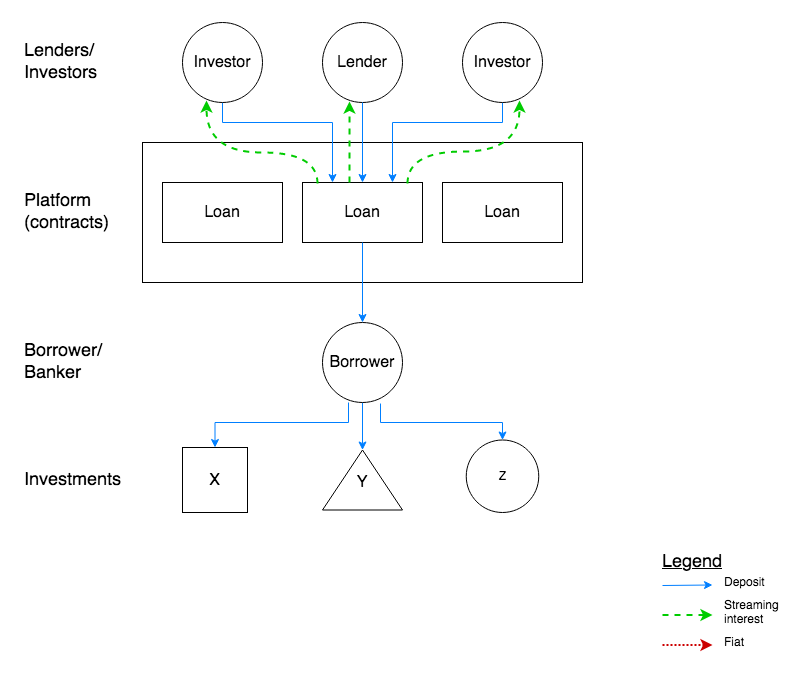 Lenders/
Investors
Investor
Lender
Investor
Platform
(contracts)
Loan
Loan
Loan
Borrower/
Banker
Borrower
Investments
X
Y
Z
Legend
Deposit
Streaming
interest
Fiat